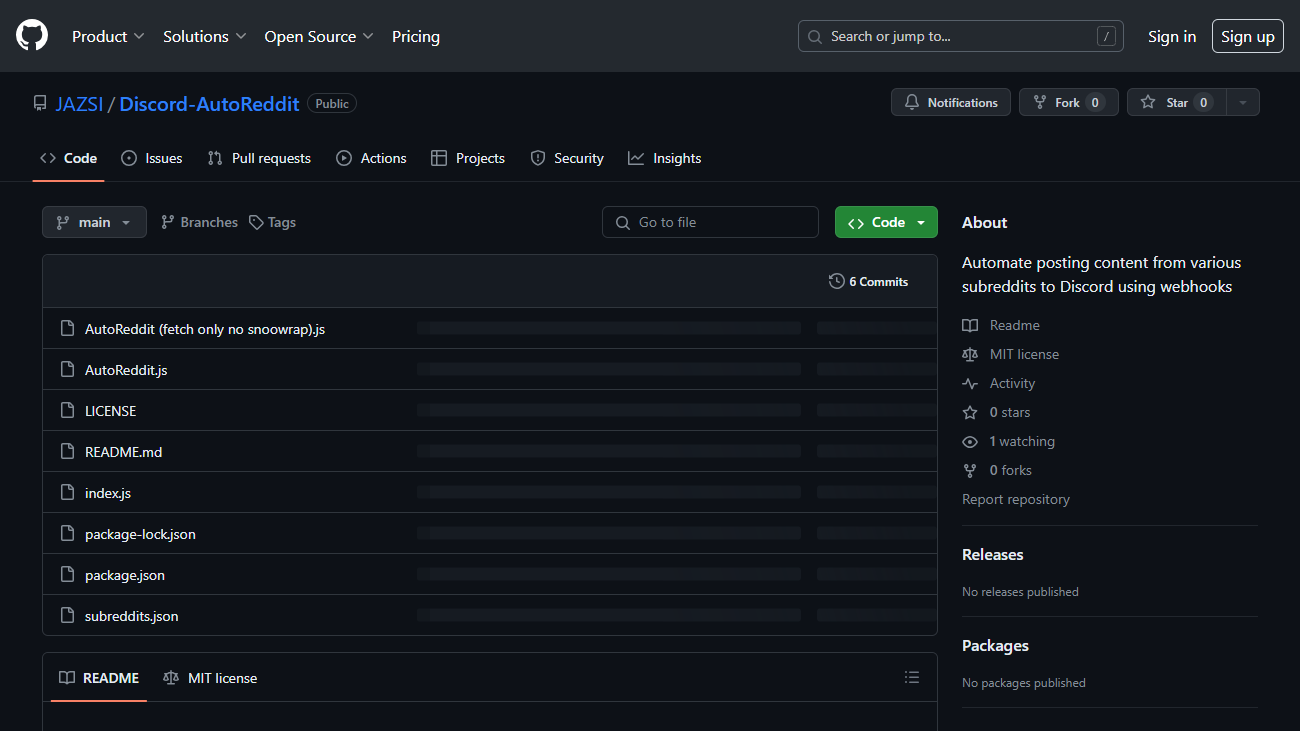 Product Solutions Open Source Pricing Search or jump to... / Sign in Sign up
JAZSI / Discord-AutoReddit Public Notifications Fork 0 Star 0
Code Issues Pull requests Actions Projects Security Insights
main Branches Tags Go to file Code
6 Commits
AutoReddit (fetch only no snoowrap).js
AutoReddit.js
LICENSE
README.md
index.js
package-lock.json
package.json
subreddits.json
README MIT license
About
Automate posting content from various
subreddits to Discord using webhooks
Readme
MIT license
Activity
0 stars
1 watching
0 forks
Report repository
Releases
No releases published
Packages
No packages published